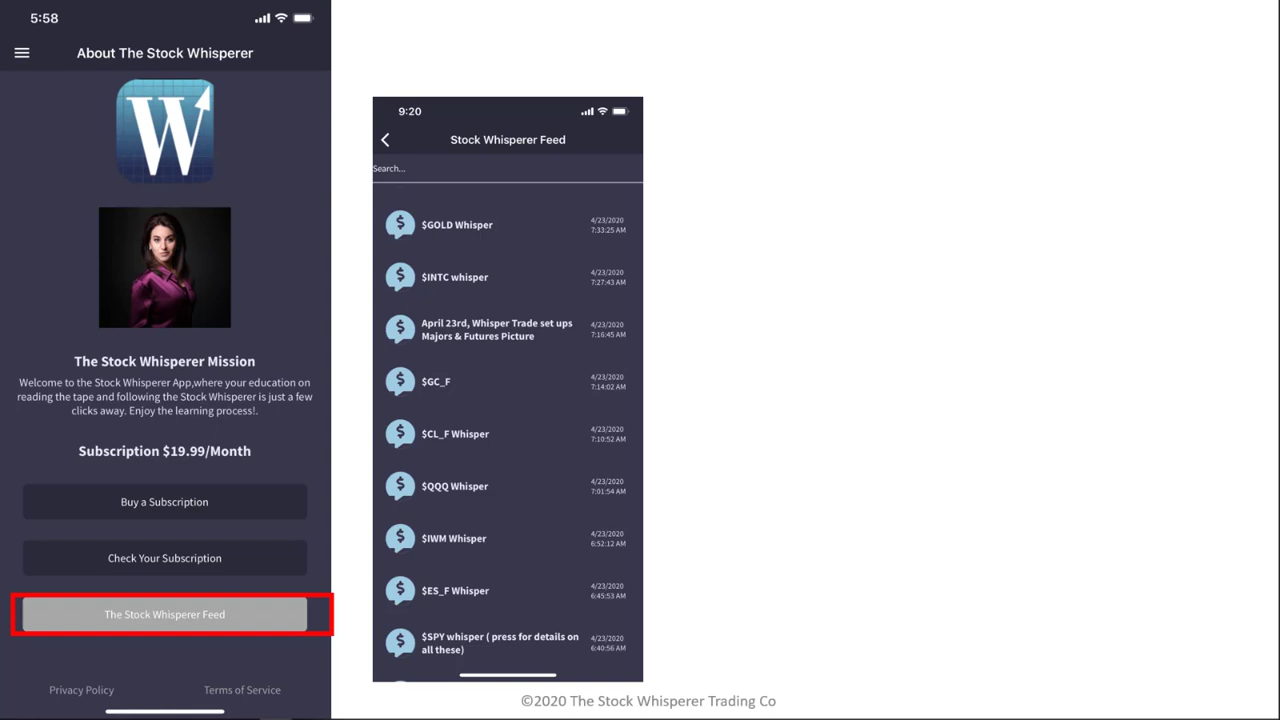 5:58
About The Stock Whisperer
W
The Stock Whisperer Mission
Welcome to the Stock Whisperer App,where your education on
reading the tape and following the Stock Whisperer is just a few
clicks away. Enjoy the learning process!.
Subscription $19.99/Month
Buy a Subscription
Check Your Subscription
The Stock Whisperer Feed
Privacy Policy
Terms of Service
9:20
Stock Whisperer Feed
Search...
$ $GOLD Whisper 4/23/2020
7:33:25 AM
$ $INTC whisper 4/23/2020
7:27:43 AM
$ April 23rd, Whisper Trade set ups 4/23/2020
Majors & Futures Picture 7:16:45 AM
$ $GC_F 4/23/2020
7:14:02 AM
$ $CL_F Whisper 4/23/2020
7:10:52 AM
$ $QQQ Whisper 4/23/2020
7:01:54 AM
$ $IWM Whisper 4/23/2020
6:52:12 AM
$ $ES_F Whisper 4/23/2020
6:45:53 AM
$ $SPY whisper ( press for details on 4/23/2020
all these) 6:40:56 AM
©2020 The Stock Whisperer Trading Co